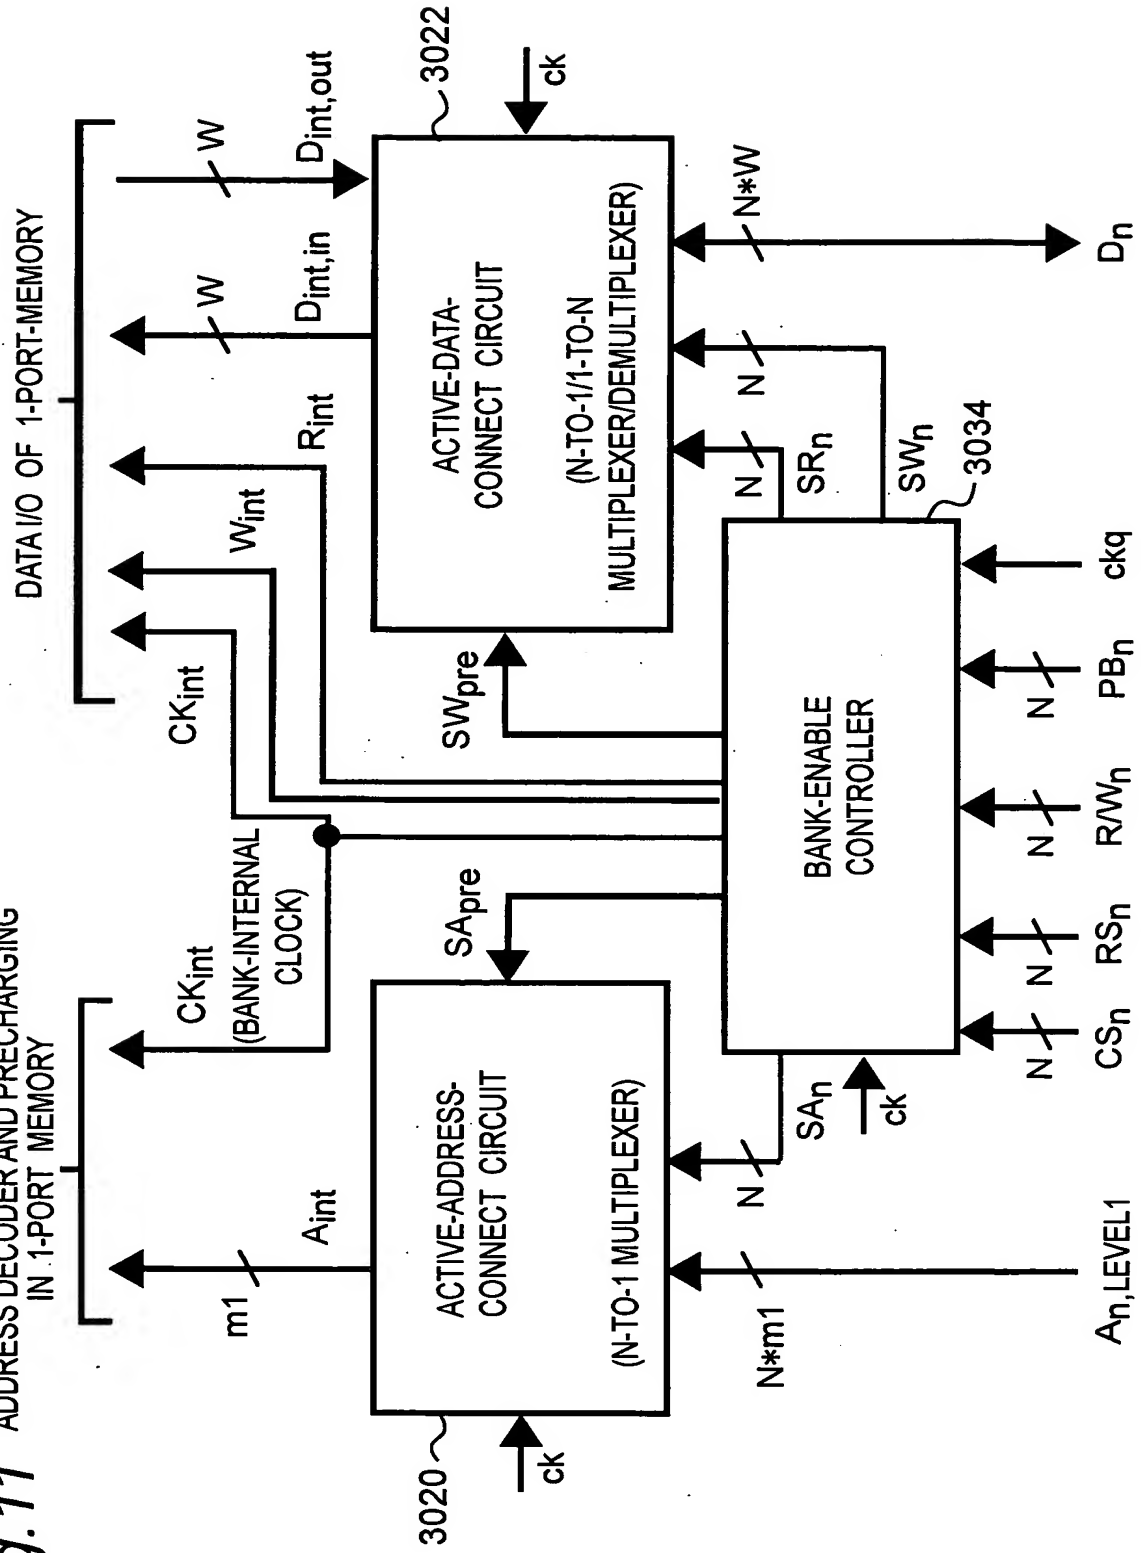 ADDRESS DECODER AND PRECHARGING
IN 1-PORT MEMORY
DATA I/O OF 1-PORT-MEMORY
m1
Aint
CKint
(BANK-INTERNAL
CLOCK)
CKint
Wint
Rint
W
Dint,in
W
Dint,out
3020
ck
ACTIVE-ADDRESS-
CONNECT CIRCUIT
(N-TO-1 MULTIPLEXER)
SApre
SWpre
ACTIVE-DATA-
CONNECT CIRCUIT
(N-TO-1/1-TO-N
MULTIPLEXER/DEMULTIPLEXER)
3022
ck
N*m1
N
SAn
ck
BANK-ENABLE
CONTROLLER
N
SRn
N
SWn
3034
N*W
An,LEVEL1
N
CSn
N
RSn
N
R/Wn
N
PBn
ckq
Dn